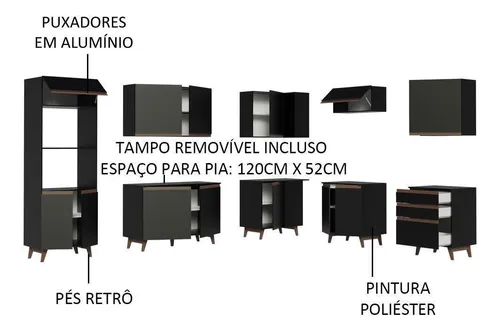 PUXADORES
EM ALUMÍNIO
TAMPO REMOVÍVEL INCLUSO
ESPAÇO PARA PIA: 120CM X 52CM
PÉS RETRÔ
PINTURA
POLIÉSTER